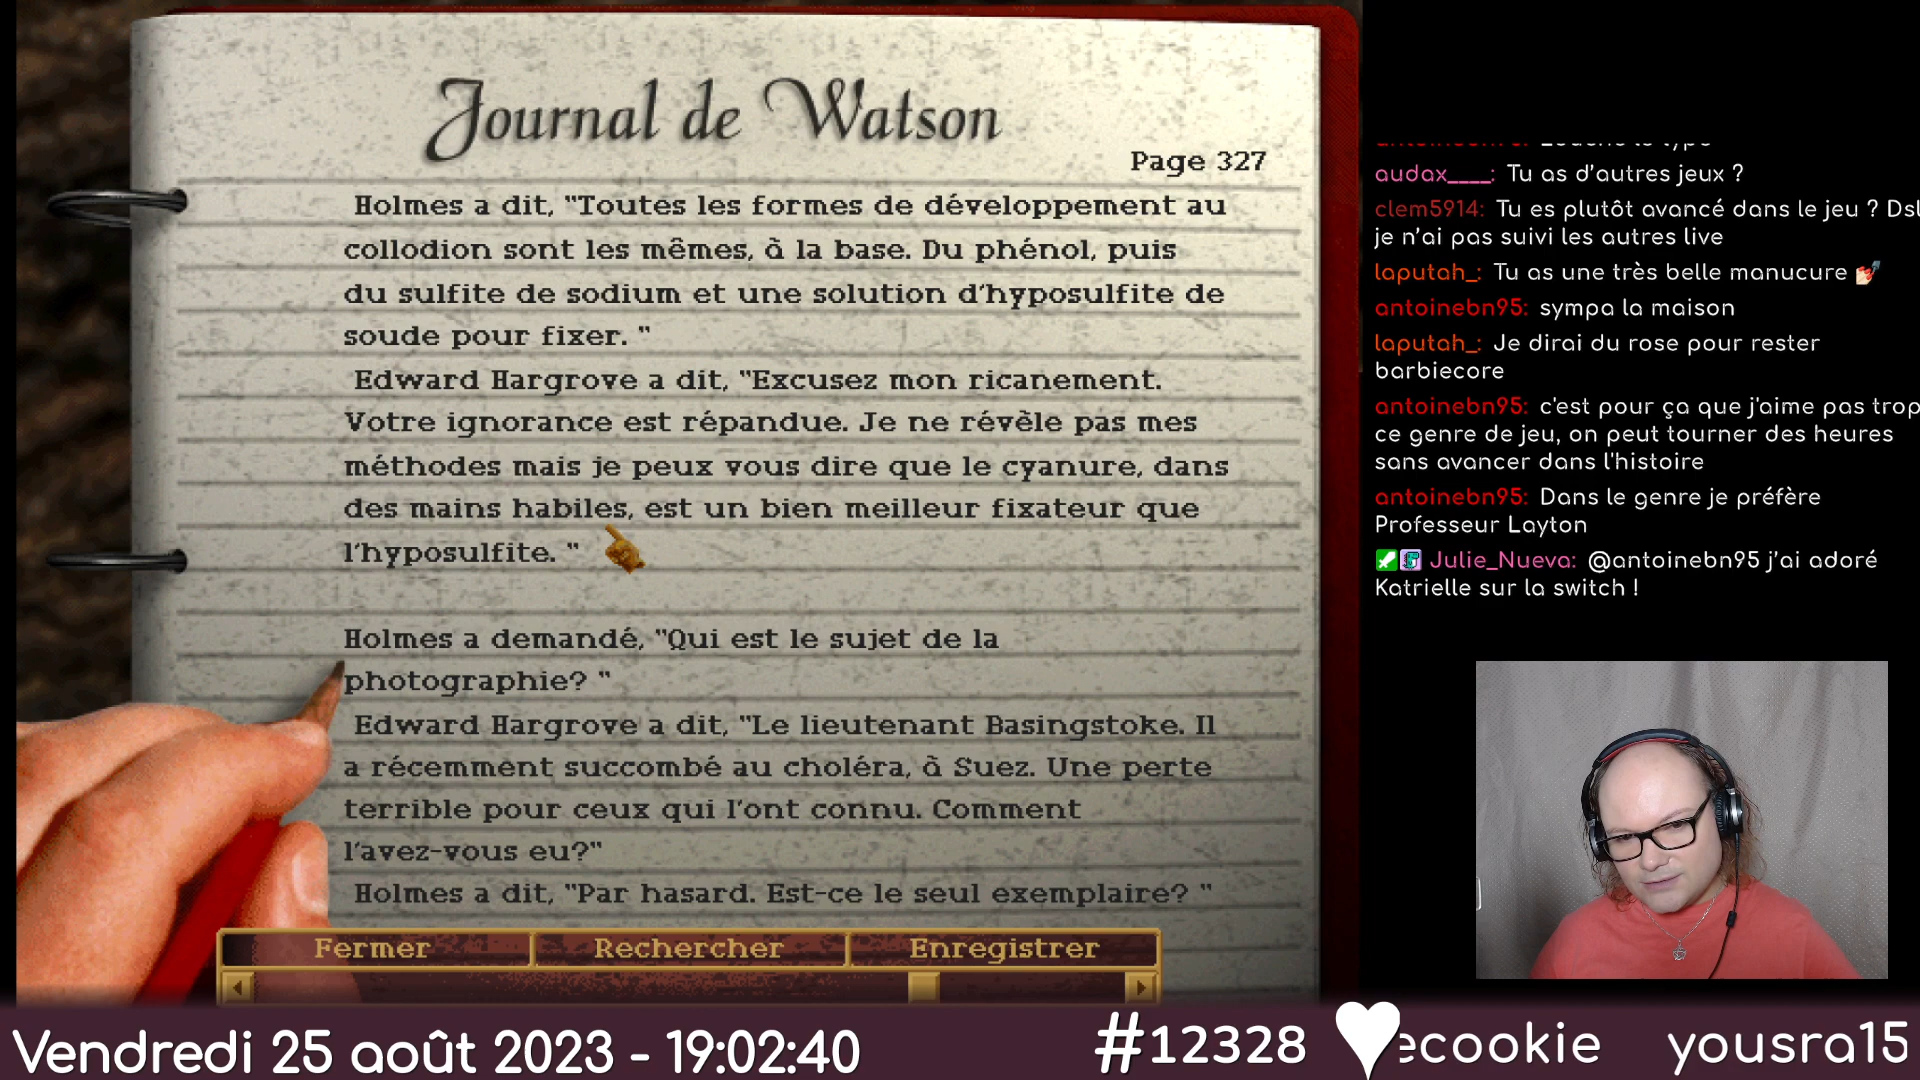 Journal de Watson
Page 327
Holmes a dit, "Toutes les formes de développement au
collodion sont les mêmes, à la base. Du phénol, puis
du sulfite de sodium et une solution d'hyposulfite de
soude pour fixer. "
Edward Hargrove a dit, "Excusez mon ricanement.
Votre ignorance est répandue. Je ne révèle pas mes
méthodes mais je peux vous dire que le cyanure, dans
des mains habiles, est un bien meilleur fixateur que
l'hyposulfite. "
Holmes a demandé, "Qui est le sujet de la
photographie? "
Edward Hargrove a dit, "Le lieutenant Basingstoke. Il
a récemment succombé au choléra, à Suez. Une perte
terrible pour ceux qui l'ont connu. Comment
l'avez-vous eu?"
Holmes a dit, "Par hasard. Est-ce le seul exemplaire? "
Fermer
Rechercher
Enregistrer
audax____: Tu as d'autres jeux ?
clem5914: Tu es plutôt avancé dans le jeu ? Dsl
je n'ai pas suivi les autres live
laputah_: Tu as une très belle manucure 💅
antoinebn95: sympa la maison
laputah_: Je dirai du rose pour rester
barbiecore
antoinebn95: c'est pour ça que j'aime pas trop
ce genre de jeu, on peut tourner des heures
sans avancer dans l'histoire
antoinebn95: Dans le genre je préfère
Professeur Layton
Julie_Nueva: @antoinebn95 j'ai adoré
Katrielle sur la switch !
Vendredi 25 août 2023 - 19:02:40
#12328
ecookie
yousra15